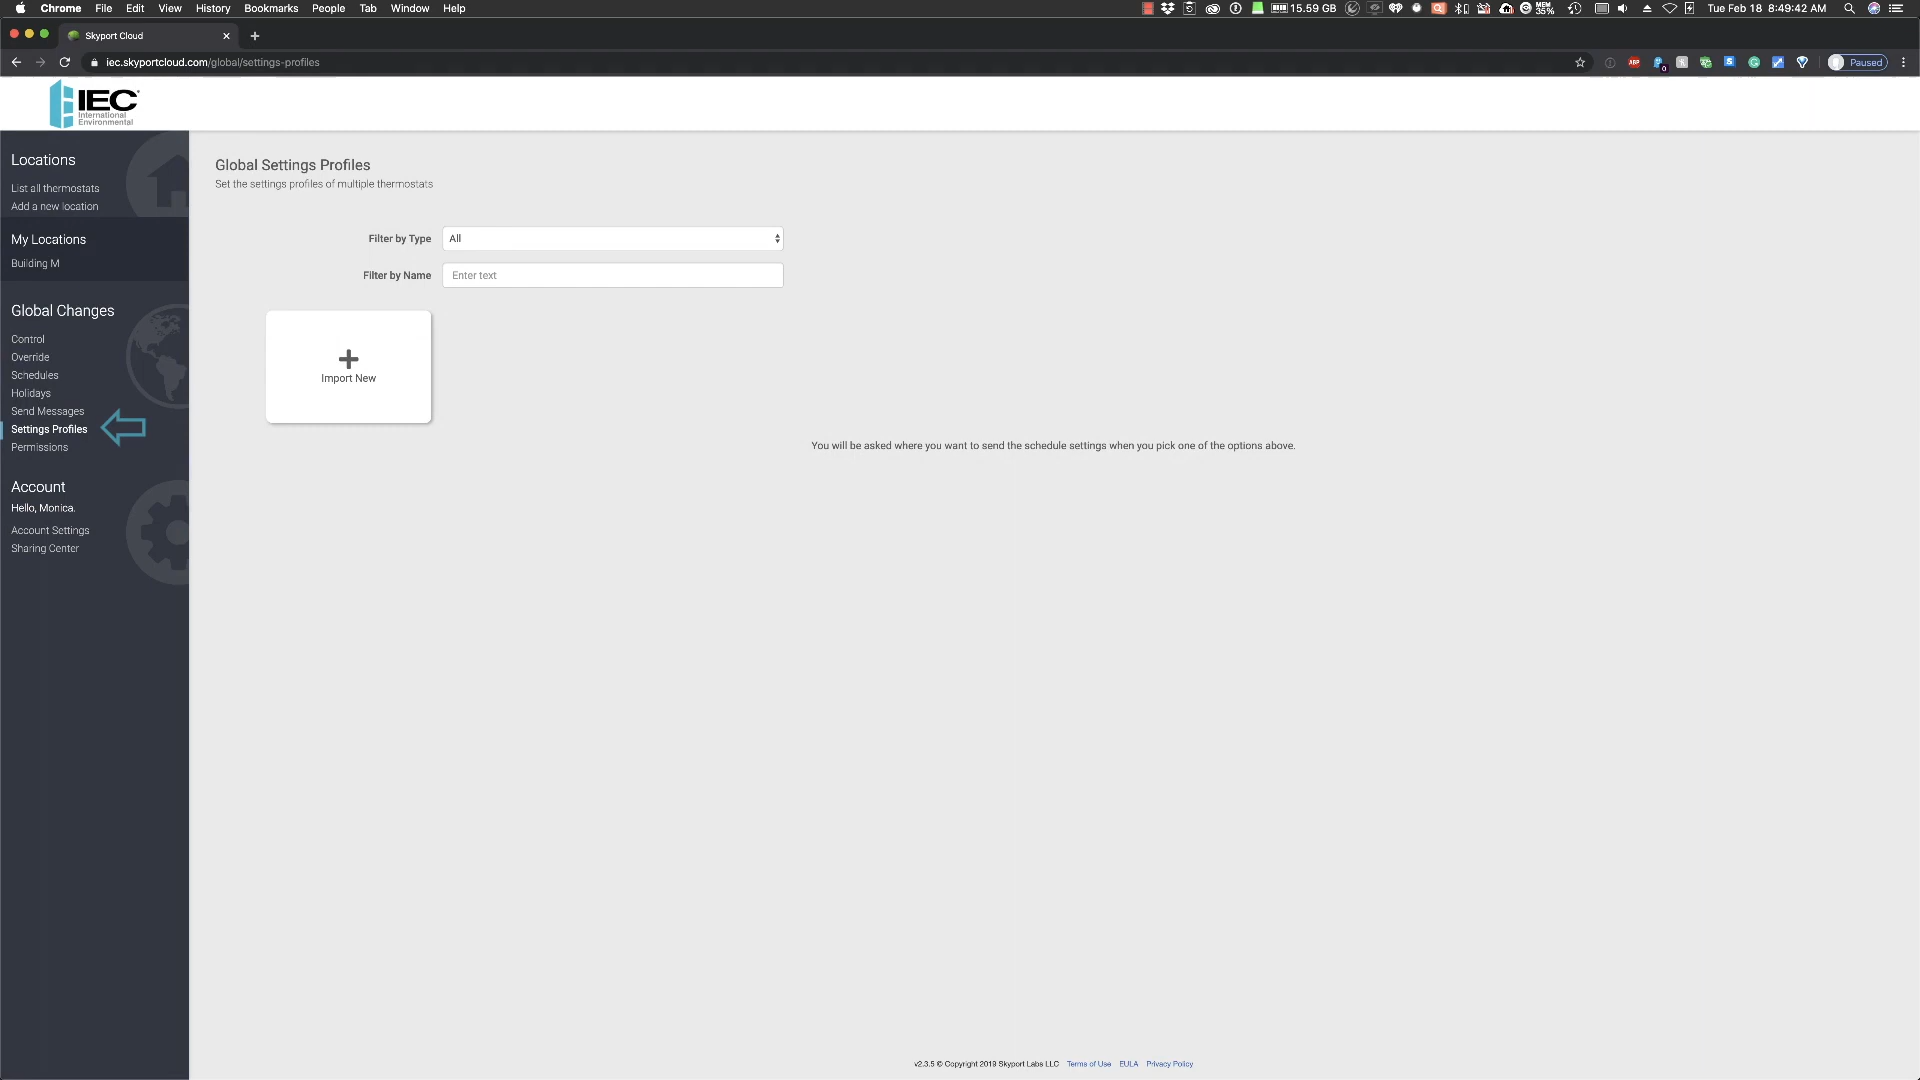 Chrome File Edit View History Bookmarks People Tab Window Help 15.59 GB MEM 35% Tue Feb 18 8:49:42 AM
Skyport Cloud
iec.skyportcloud.com/global/settings-profiles ABP 0 Paused
IEC
International
Environmental
Locations
List all thermostats
Add a new location
My Locations
Building M
Global Changes
Control
Override
Schedules
Holidays
Send Messages
Settings Profiles
Permissions
Account
Hello, Monica.
Account Settings
Sharing Center
Global Settings Profiles
Set the settings profiles of multiple thermostats
Filter by Type All
Filter by Name Enter text
Import New
You will be asked where you want to send the schedule settings when you pick one of the options above.
v2.3.5 © Copyright 2019 Skyport Labs LLC Terms of Use EULA Privacy Policy